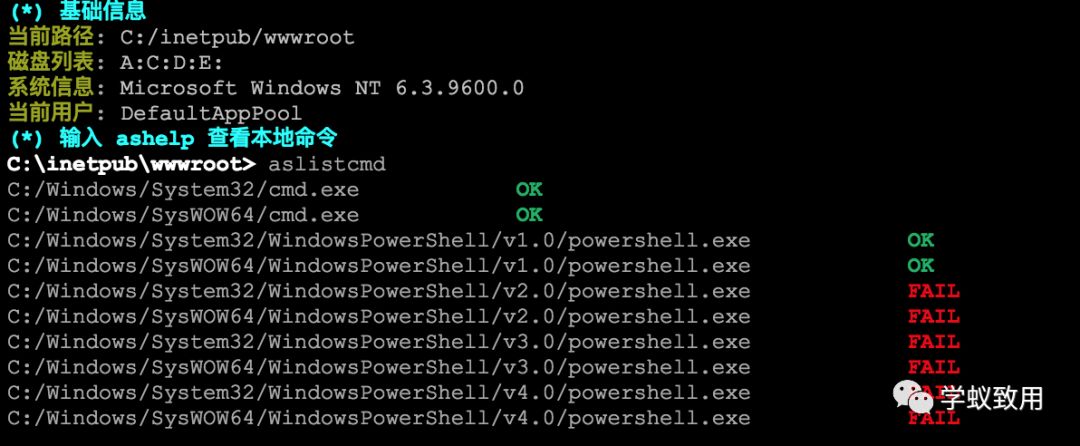 (*) 基础信息
当前路径: C:/inetpub/wwwroot
磁盘列表: A:C:D:E:
系统信息: Microsoft Windows NT 6.3.9600.0
当前用户: DefaultAppPool
(*) 输入 ashelp 查看本地命令
C:\inetpub\wwwroot> aslistcmd
C:/Windows/System32/cmd.exe OK
C:/Windows/SysWOW64/cmd.exe OK
C:/Windows/System32/WindowsPowerShell/v1.0/powershell.exe OK
C:/Windows/SysWOW64/WindowsPowerShell/v1.0/powershell.exe OK
C:/Windows/System32/WindowsPowerShell/v2.0/powershell.exe FAIL
C:/Windows/SysWOW64/WindowsPowerShell/v2.0/powershell.exe FAIL
C:/Windows/System32/WindowsPowerShell/v3.0/powershell.exe FAIL
C:/Windows/SysWOW64/WindowsPowerShell/v3.0/powershell.exe FAIL
C:/Windows/System32/WindowsPowerShell/v4.0/powershell.exe FAIL
C:/Windows/SysWOW64/WindowsPowerShell/v4.0/powershell.exe FAIL
学蚁致用